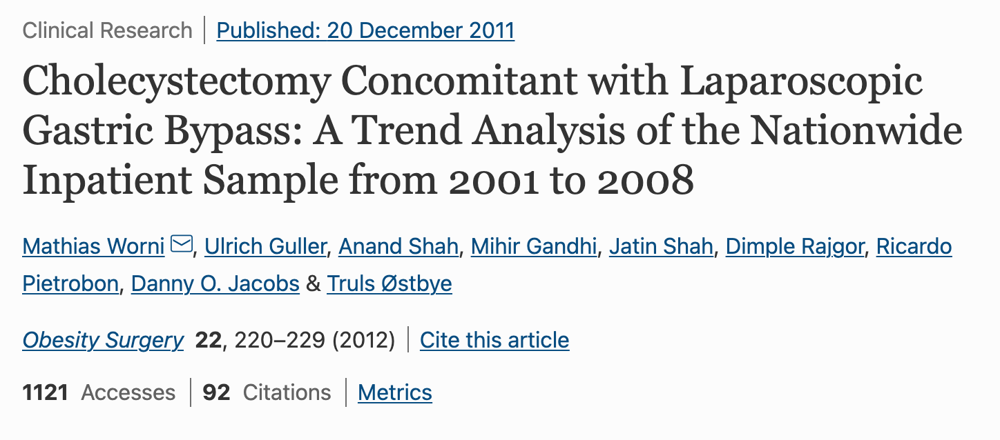 Clinical Research | Published: 20 December 2011
Cholecystectomy Concomitant with Laparoscopic
Gastric Bypass: A Trend Analysis of the Nationwide
Inpatient Sample from 2001 to 2008
Mathias Worni, Ulrich Guller, Anand Shah, Mihir Gandhi, Jatin Shah, Dimple Rajgor, Ricardo
Pietrobon, Danny O. Jacobs & Truls Østbye
Obesity Surgery 22, 220–229 (2012) | Cite this article
1121 Accesses | 92 Citations | Metrics